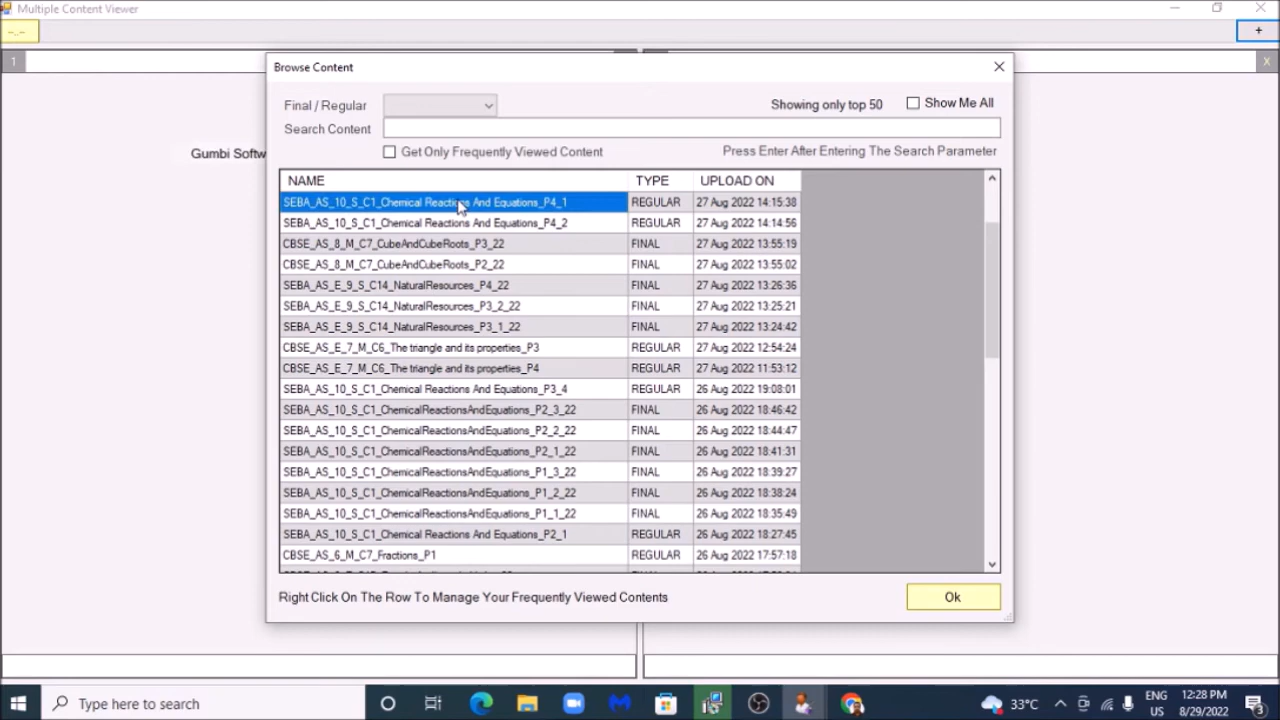 Multiple Content Viewer
--.--
+
1
X
Gumbi Softw
Browse Content
Final / Regular
Showing only top 50
Show Me All
Search Content
Get Only Frequently Viewed Content
Press Enter After Entering The Search Parameter
NAME TYPE UPLOAD ON
SEBA_AS_10_S_C1_Chemical Reactions And Equations_P4_1 REGULAR 27 Aug 2022 14:15:38
SEBA_AS_10_S_C1_Chemical Reactions And Equations_P4_2 REGULAR 27 Aug 2022 14:14:56
CBSE_AS_8_M_C7_CubeAndCubeRoots_P3_22 FINAL 27 Aug 2022 13:55:19
CBSE_AS_8_M_C7_CubeAndCubeRoots_P2_22 FINAL 27 Aug 2022 13:55:02
SEBA_AS_E_9_S_C14_NaturalResources_P4_22 FINAL 27 Aug 2022 13:26:36
SEBA_AS_E_9_S_C14_NaturalResources_P3_2_22 FINAL 27 Aug 2022 13:25:21
SEBA_AS_E_9_S_C14_NaturalResources_P3_1_22 FINAL 27 Aug 2022 13:24:42
CBSE_AS_E_7_M_C6_The triangle and its properties_P3 REGULAR 27 Aug 2022 12:54:24
CBSE_AS_E_7_M_C6_The triangle and its properties_P4 REGULAR 27 Aug 2022 11:53:12
SEBA_AS_10_S_C1_Chemical Reactions And Equations_P3_4 REGULAR 26 Aug 2022 19:08:01
SEBA_AS_10_S_C1_ChemicalReactionsAndEquations_P2_3_22 FINAL 26 Aug 2022 18:46:42
SEBA_AS_10_S_C1_ChemicalReactionsAndEquations_P2_2_22 FINAL 26 Aug 2022 18:44:47
SEBA_AS_10_S_C1_ChemicalReactionsAndEquations_P2_1_22 FINAL 26 Aug 2022 18:41:31
SEBA_AS_10_S_C1_ChemicalReactionsAndEquations_P1_3_22 FINAL 26 Aug 2022 18:39:27
SEBA_AS_10_S_C1_ChemicalReactionsAndEquations_P1_2_22 FINAL 26 Aug 2022 18:38:24
SEBA_AS_10_S_C1_ChemicalReactionsAndEquations_P1_1_22 FINAL 26 Aug 2022 18:35:49
SEBA_AS_10_S_C1_Chemical Reactions And Equations_P2_1 REGULAR 26 Aug 2022 18:27:45
CBSE_AS_6_M_C7_Fractions_P1 REGULAR 26 Aug 2022 17:57:18
Right Click On The Row To Manage Your Frequently Viewed Contents
Ok
Type here to search
33°C
ENG
US
12:28 PM
8/29/2022
3